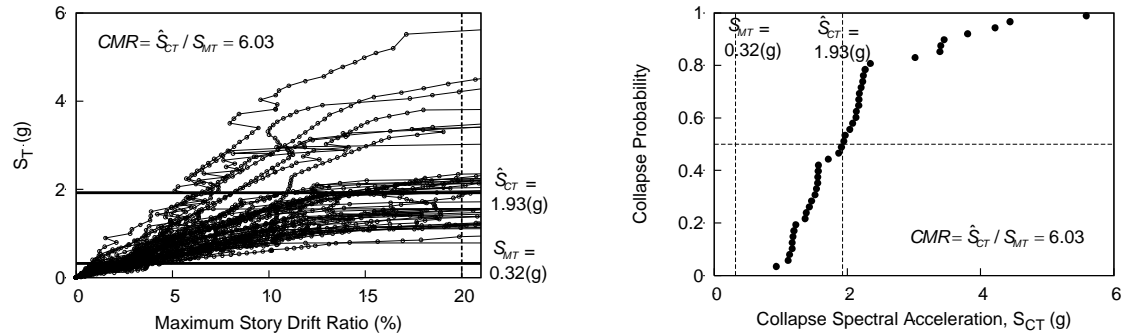 6
4
2
0
S_T (g)
CMR= Ŝ_CT / S_MT = 6.03
Ŝ_CT =
1.93(g)
S_MT =
0.32(g)
0 5 10 15 20
Maximum Story Drift Ratio (%)
1
0.8
0.6
0.4
0.2
0
Collapse Probability
S_MT =
0.32(g)
Ŝ_CT =
1.93(g)
CMR= Ŝ_CT / S_MT = 6.03
0 2 4 6
Collapse Spectral Acceleration, S_CT (g)